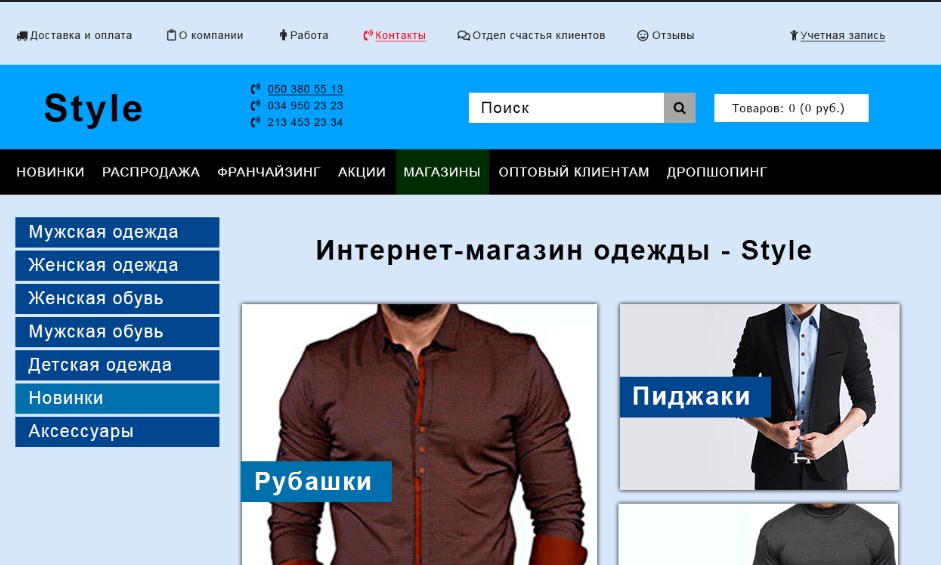 Доставка и оплата О компании Работа Контакты Отдел счастья клиентов Отзывы Учетная запись
Style
050 380 55 13
034 950 23 23
213 453 23 34
Поиск
Товаров: 0 (0 руб.)
НОВИНКИ РАСПРОДАЖА ФРАНЧАЙЗИНГ АКЦИИ МАГАЗИНЫ ОПТОВЫЙ КЛИЕНТАМ ДРОПШОПИНГ
Мужская одежда
Женская одежда
Женская обувь
Мужская обувь
Детская одежда
Новинки
Аксессуары
Интернет-магазин одежды - Style
Рубашки
Пиджаки